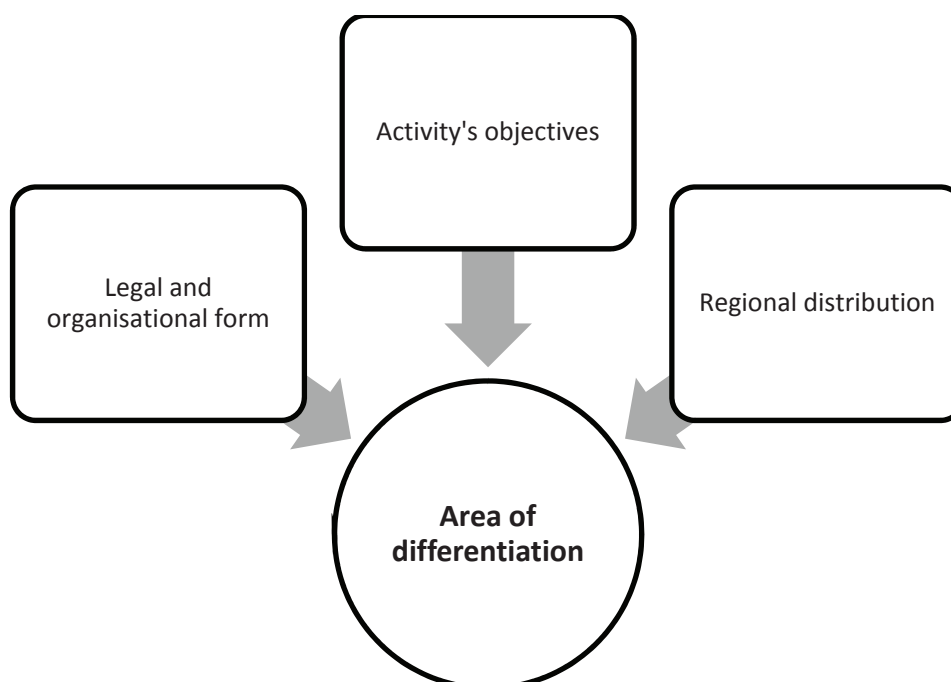 Activity's objectives
Legal and
organisational form
Regional distribution
Area of
differentiation